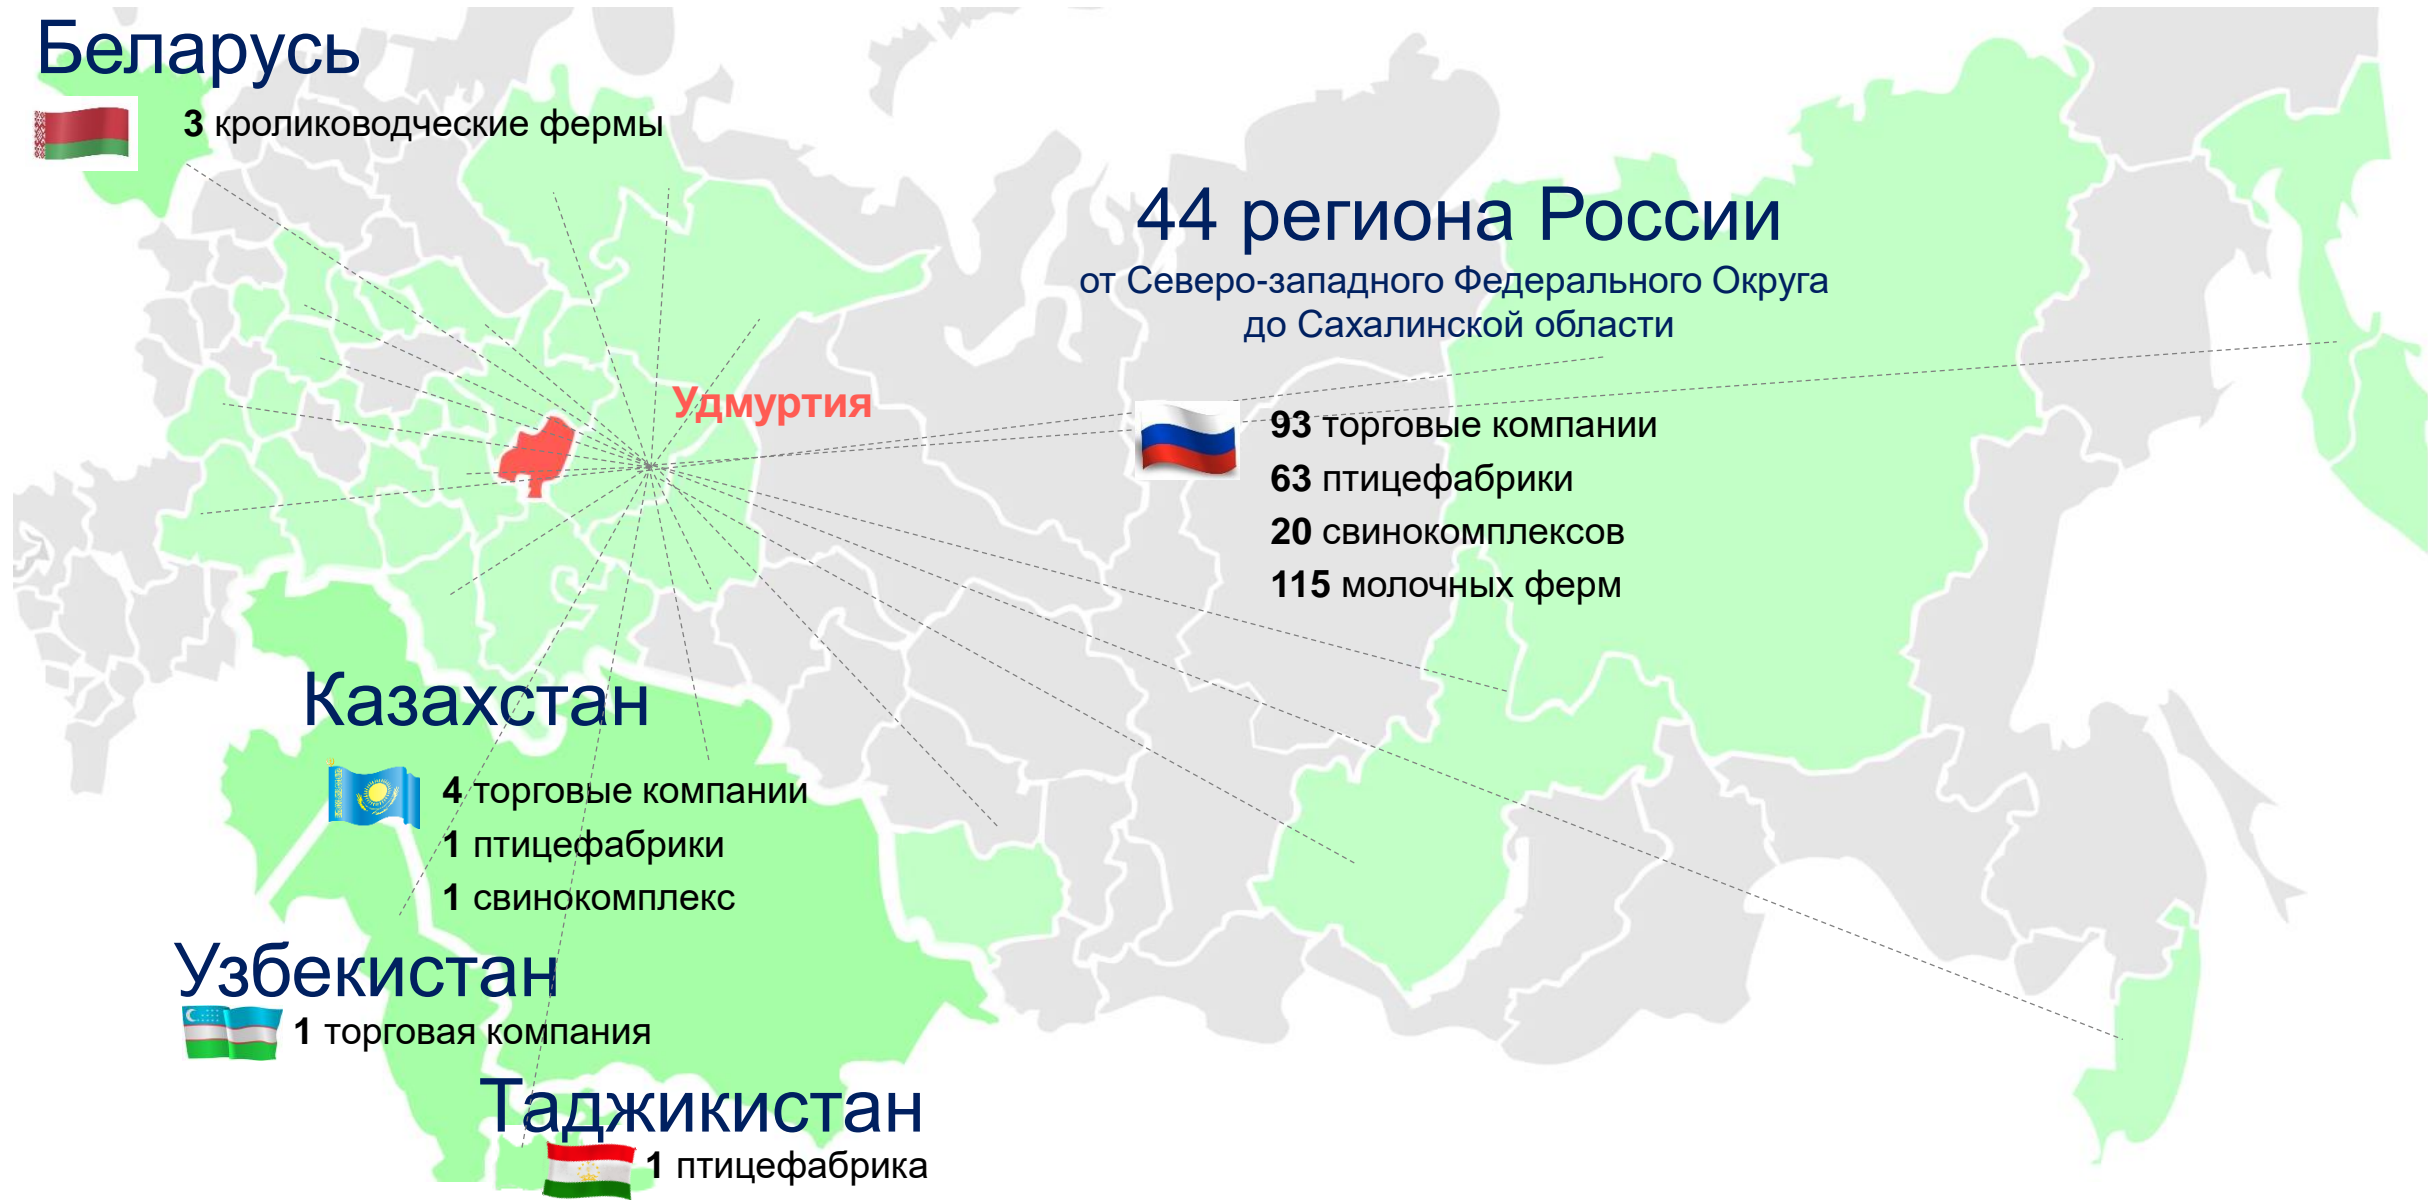 Беларусь
3 кролиководческие фермы
44 региона России
от Северо-западного Федерального Округа
до Сахалинской области
Удмуртия
93 торговые компании
63 птицефабрики
20 свинокомплексов
115 молочных ферм
Казахстан
4 торговые компании
1 птицефабрики
1 свинокомплекс
Узбекистан
1 торговая компания
Таджикистан
1 птицефабрика